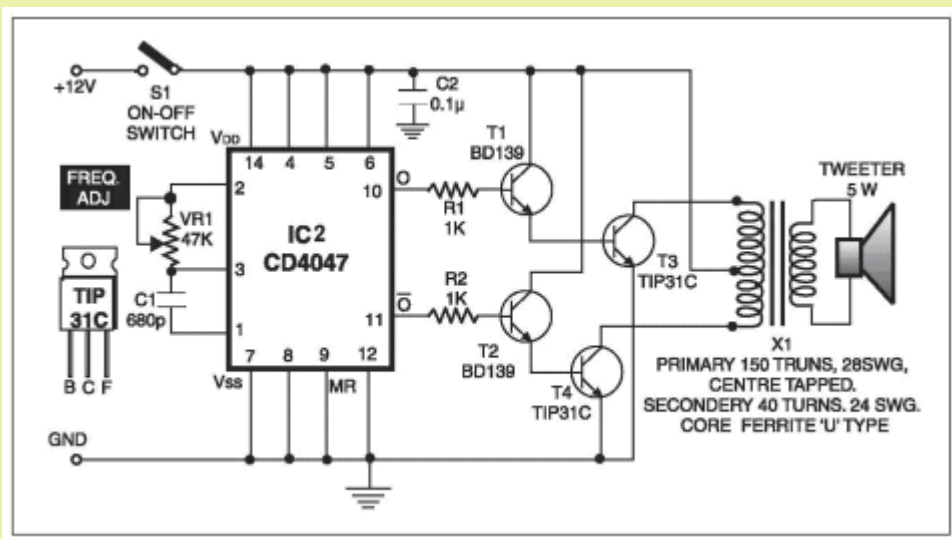 +12V
S1
ON-OFF
SWITCH
C2
0.1µ
T1
BD139
VDD
14 4 5 6
FREQ.
ADJ
2
10
O
R1
1K
VR1
47K
IC2
CD4047
3
T3
TIP31C
TWEETER
5 W
TIP
31C
C1
680p
R2
1K
O
11
1
B C F
7 8 9 12
Vss
MR
T2
BD139
T4
TIP31C
X1
PRIMARY 150 TRUNS, 28SWG,
CENTRE TAPPED.
SECONDERY 40 TURNS. 24 SWG.
CORE FERRITE 'U' TYPE
GND